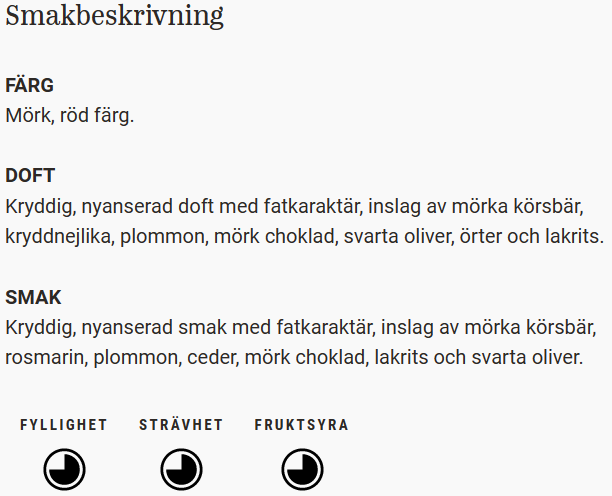 Smakbeskrivning
FÄRG
Mörk, röd färg.
DOFT
Kryddig, nyanserad doft med fatkaraktär, inslag av mörka körsbär,
kryddnejlika, plommon, mörk choklad, svarta oliver, örter och lakrits.
SMAK
Kryddig, nyanserad smak med fatkaraktär, inslag av mörka körsbär,
rosmarin, plommon, ceder, mörk choklad, lakrits och svarta oliver.
FYLLIGHET STRÄVHET FRUKTSYRA